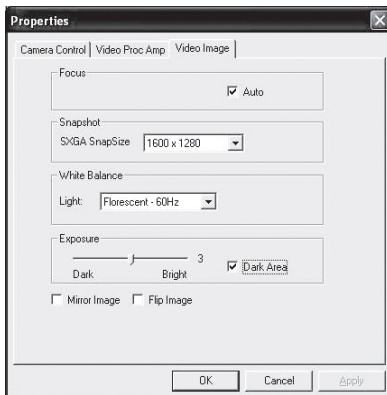 Properties
Camera Control Video Proc Amp Video Image
Focus
Auto
Snapshot
SXGA SnapSize 1600 x 1280
White Balance
Light: Florescent - 60Hz
Exposure
3
Dark Bright Dark Area
Mirror Image Flip Image
OK Cancel Apply